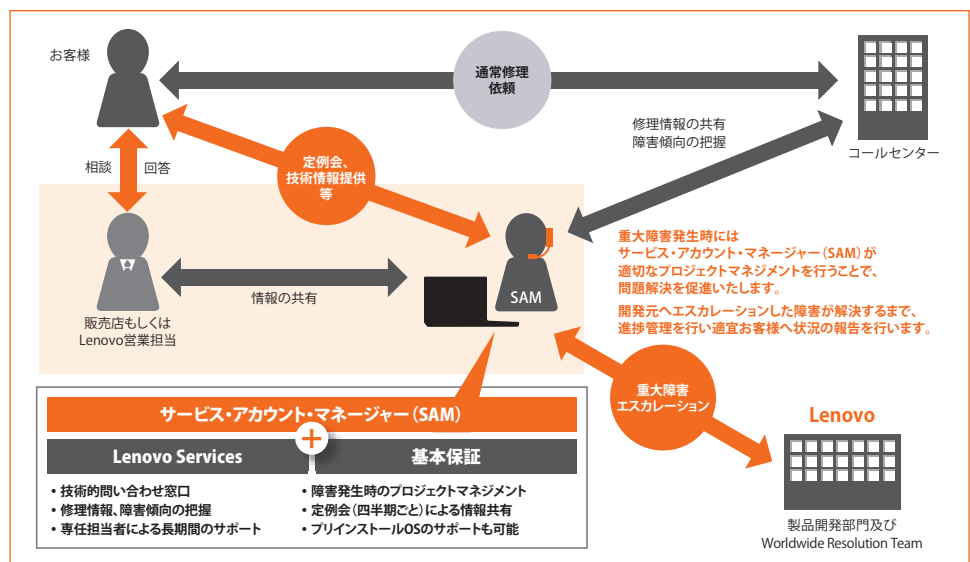 お客様
通常修理
依頼
コールセンター
修理情報の共有
障害傾向の把握
相談
回答
定例会、
技術情報提供
等
販売店もしくは
Lenovo営業担当
情報の共有
SAM
重大障害発生時には
サービス・アカウント・マネージャー(SAM)が
適切なプロジェクトマネジメントを行うことで、
問題解決を促進いたします。
開発元へエスカレーションした障害が解決するまで、
進捗管理を行い適宜お客様へ状況の報告を行います。
重大障害
エスカレーション
Lenovo
製品開発部門及び
Worldwide Resolution Team
サービス・アカウント・マネージャー(SAM)
+
Lenovo Services
基本保証
・技術的問い合わせ窓口
・修理情報、障害傾向の把握
・専任担当者による長期間のサポート
・障害発生時のプロジェクトマネジメント
・定例会(四半期ごと)による情報共有
・プリインストールOSのサポートも可能